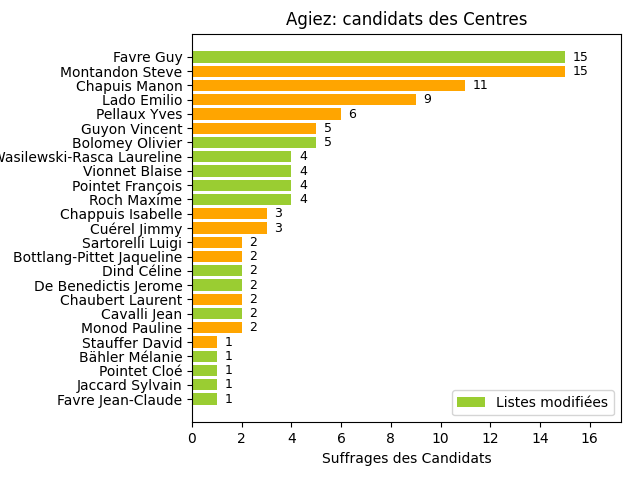 Agiez: candidats des Centres
Favre Guy 15
Montandon Steve 15
Chapuis Manon 11
Lado Emilio 9
Pellaux Yves 6
Guyon Vincent 5
Bolomey Olivier 5
Wasilewski-Rasca Laureline 4
Vionnet Blaise 4
Pointet François 4
Roch Maxime 4
Chappuis Isabelle 3
Cuérel Jimmy 3
Sartorelli Luigi 2
Bottlang-Pittet Jaqueline 2
Dind Céline 2
De Benedictis Jerome 2
Chaubert Laurent 2
Cavalli Jean 2
Monod Pauline 2
Stauffer David 1
Bähler Mélanie 1
Pointet Cloé 1
Jaccard Sylvain 1
Favre Jean-Claude 1
Listes modifiées
0 2 4 6 8 10 12 14 16
Suffrages des Candidats